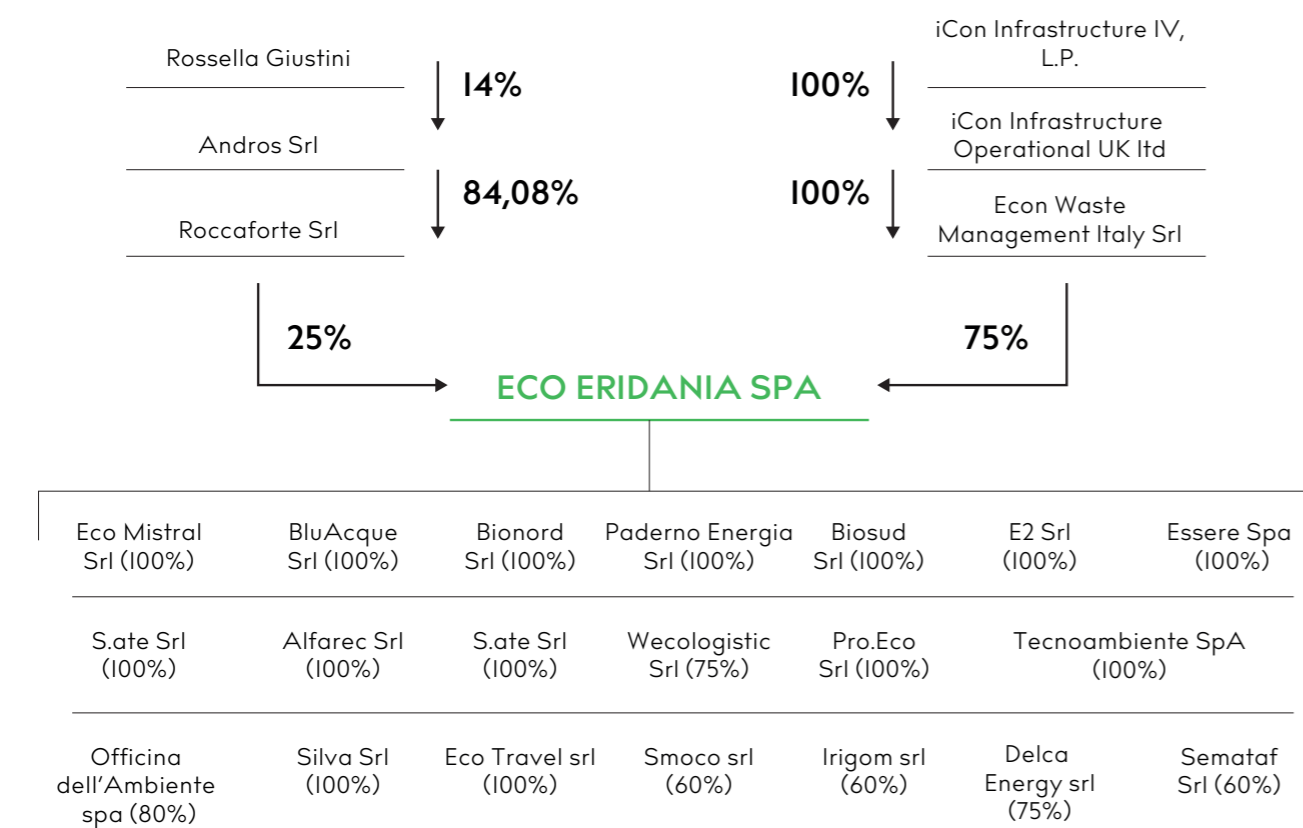 Rossella Giustini
14%
Andros Srl
84,08%
Roccaforte Srl
25%
iCon Infrastructure IV,
L.P.
100%
iCon Infrastructure
Operational UK ltd
100%
Econ Waste
Management Italy Srl
75%
ECO ERIDANIA SPA
Eco Mistral
Srl (100%)
BluAcque
Srl (100%)
Bionord
Srl (100%)
Paderno Energia
Srl (100%)
Biosud
Srl (100%)
E2 Srl
(100%)
Essere Spa
(100%)
S.ate Srl
(100%)
Alfarec Srl
(100%)
S.ate Srl
(100%)
Wecologistic
Srl (75%)
Pro.Eco
Srl (100%)
Tecnoambiente SpA
(100%)
Officina
dell'Ambiente
spa (80%)
Silva Srl
(100%)
Eco Travel srl
(100%)
Smoco srl
(60%)
Irigom srl
(60%)
Delca
Energy srl
(75%)
Semataf
Srl (60%)